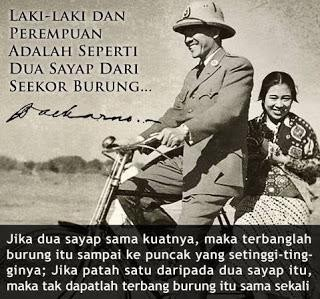 LAKI-LAKI DAN
PEREMPUAN
ADALAH SEPERTI
DUA SAYAP DARI
SEEKOR BURUNG...
Soekarno.-
Jika dua sayap sama kuatnya, maka terbanglah
burung itu sampai ke puncak yang setinggi-ting-
ginya; Jika patah satu daripada dua sayap itu,
maka tak dapatlah terbang burung itu sama sekali